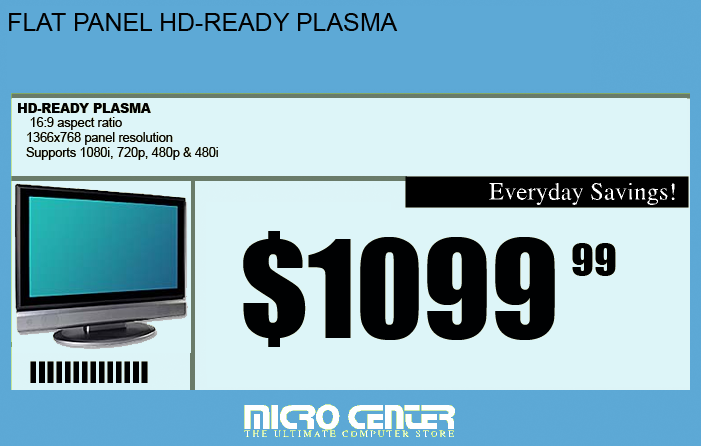 FLAT PANEL HD-READY PLASMA
HD-READY PLASMA
16:9 aspect ratio
1366x768 panel resolution
Supports 1080i, 720p, 480p & 480i
Everyday Savings!
$1099 99
MICRO CENTER
THE ULTIMATE COMPUTER STORE